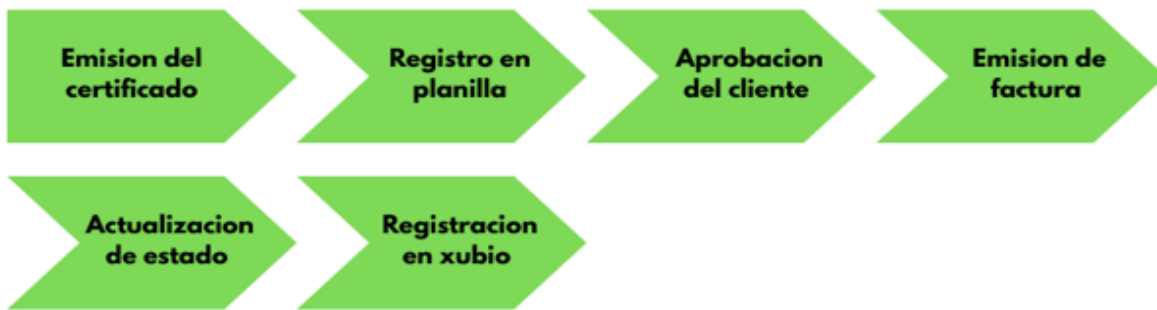 Emision del
certificado
Registro en
planilla
Aprobacion
del cliente
Emision de
factura
Actualizacion
de estado
Registracion
en xubio